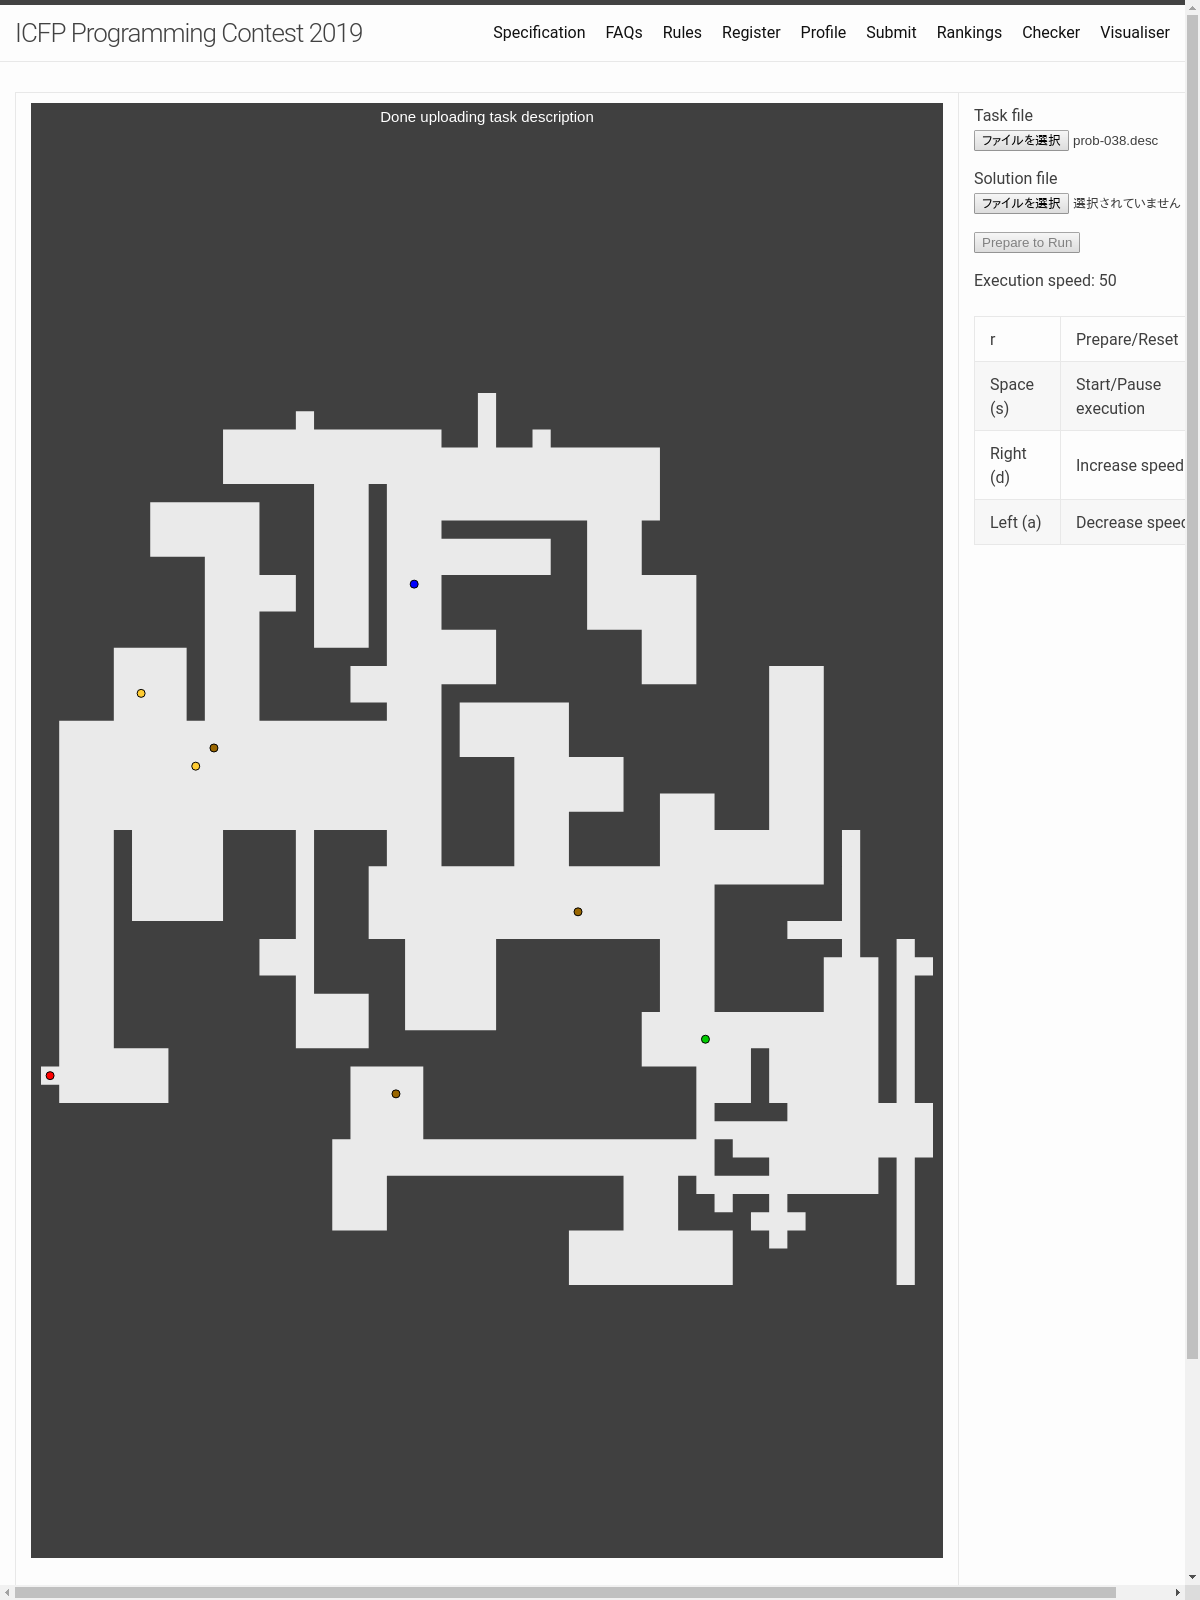 ICFP Programming Contest 2019
Specification FAQs Rules Register Profile Submit Rankings Checker Visualiser
Done uploading task description
Task file
ファイルを選択 prob-038.desc
Solution file
ファイルを選択 選択されていません
Prepare to Run
Execution speed: 50
r Prepare/Reset
Space Start/Pause
(s) execution
Right Increase speed
(d)
Left (a) Decrease speed